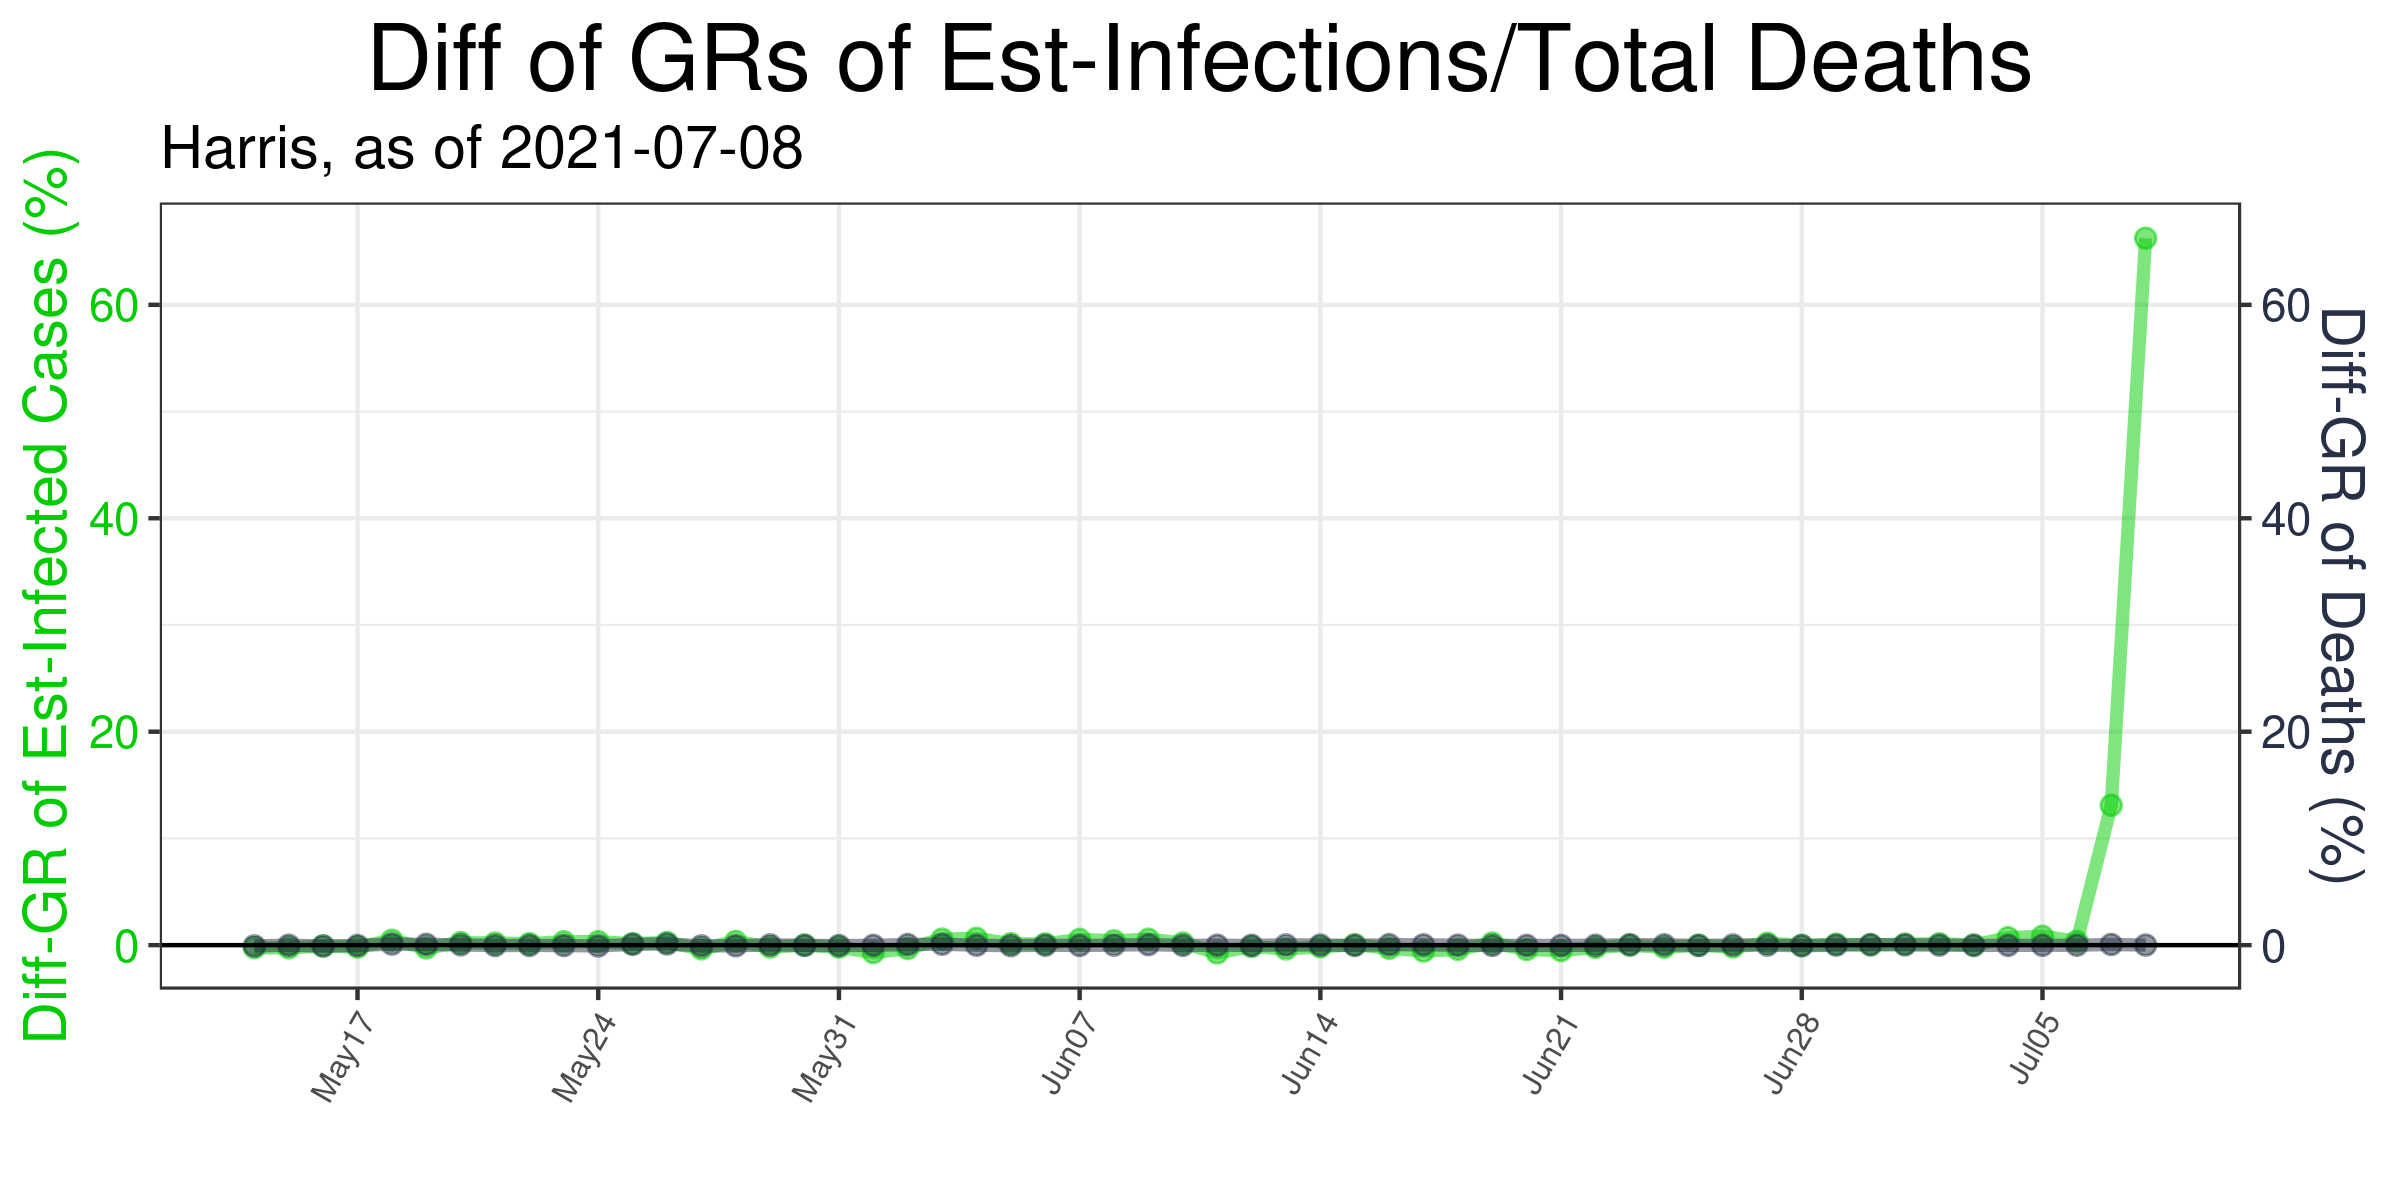 Diff of GRs of Est-Infections/Total Deaths
Harris, as of 2021-07-08
Diff-GR of Est-Infected Cases (%)
60
40
20
0
60
40
20
0
Diff-GR of Deaths (%)
May17
May24
May31
Jun07
Jun14
Jun21
Jun28
Jul05